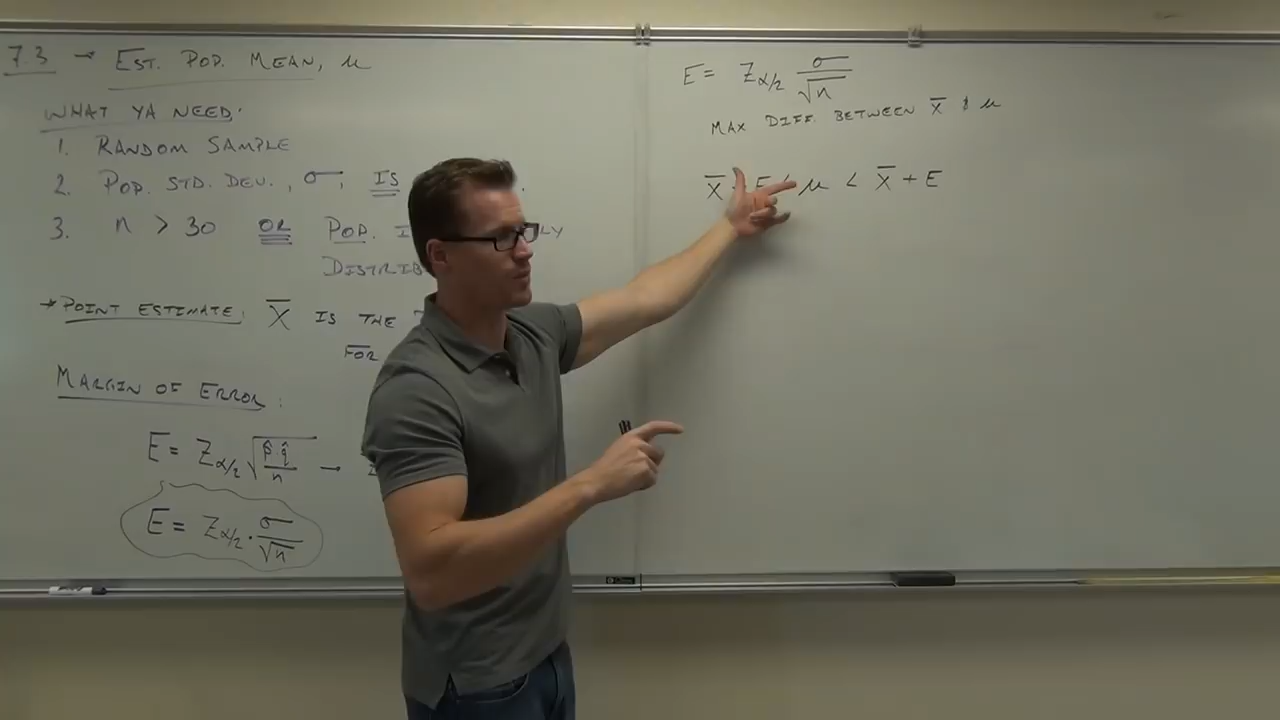 7.3 → EST. POP. MEAN, μ
WHAT YA NEED:
1. RANDOM SAMPLE
2. POP. STD. DEV., σ, IS
3. n > 30 OR POP. I LY
DISTRIB
→ POINT ESTIMATE: x̄ IS THE
FOR
MARGIN OF ERROR:
E = Zα/2 √(p̂·q̂/n) →
E = Zα/2 · σ/√n
E = Zα/2 σ/√n
MAX DIFF. BETWEEN x̄ & μ
x̄ - E < μ < x̄ + E